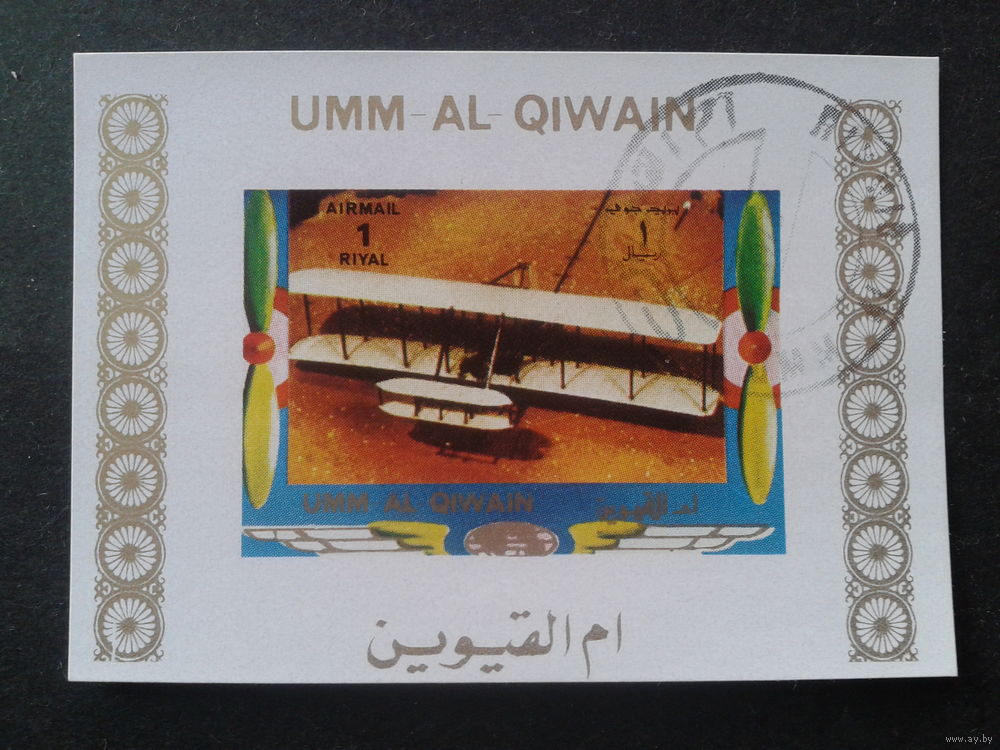 UMM-AL-QIWAIN
AIRMAIL
1
RIYAL
بريد جوي
١
ريال
UMM AL QIWAIN
أم القيوين
ام القيوين
www.ay.by